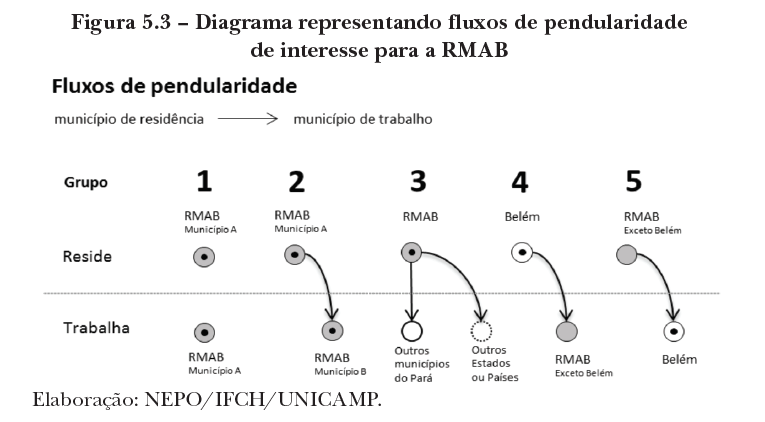 Figura 5.3 – Diagrama representando fluxos de pendularidade
de interesse para a RMAB
Fluxos de pendularidade
município de residência município de trabalho
Grupo 1 2 3 4 5
RMAB RMAB RMAB Belém RMAB
Município A Município A Exceto Belém
Reside
Trabalha
RMAB RMAB Outros Outros RMAB Belém
Município A Município B municípios Estados Exceto Belém
do Pará ou Países
Elaboração: NEPO/IFCH/UNICAMP.